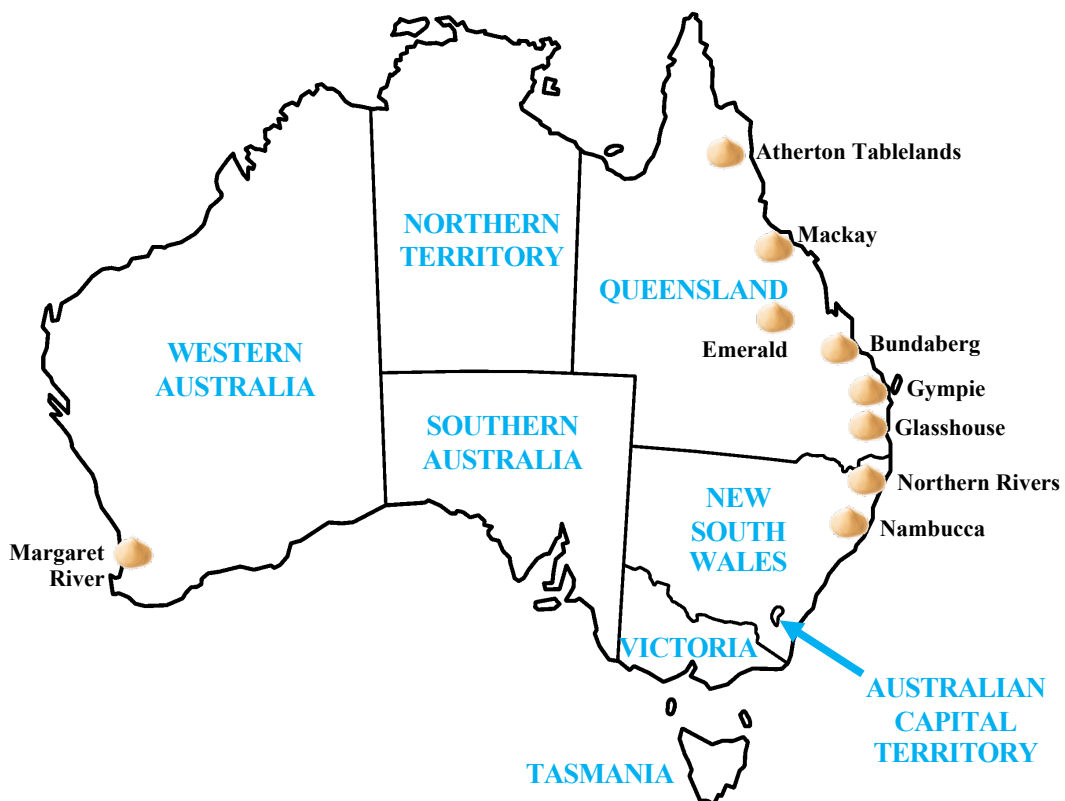 Atherton Tablelands
NORTHERN
TERRITORY
Mackay
QUEENSLAND
Emerald
Bundaberg
WESTERN
AUSTRALIA
Gympie
SOUTHERN
AUSTRALIA
Glasshouse
Northern Rivers
NEW
SOUTH
WALES
Nambucca
Margaret
River
VICTORIA
AUSTRALIAN
CAPITAL
TERRITORY
TASMANIA